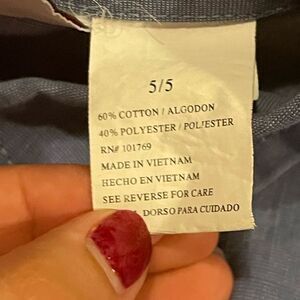 5/5
60% COTTON / ALGODON
40% POLYESTER / POLIESTER
RN# 101769
MADE IN VIETNAM
HECHO EN VIETNAM
SEE REVERSE FOR CARE
DORSO PARA CUIDADO